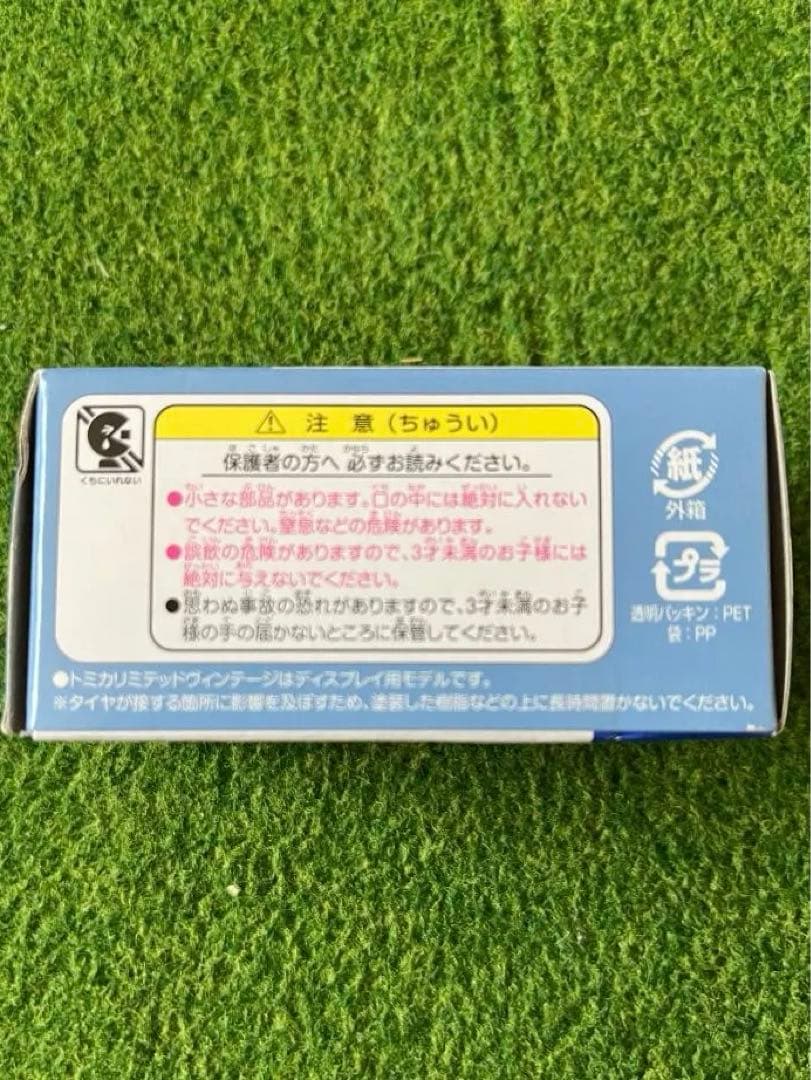 くちにいれない
⚠ 注 意（ちゅうい）
保護者の方へ 必ずお読みください。
●小さな部品があります。口の中には絶対に入れない
でください。窒息などの危険があります。
●誤飲の危険がありますので、3才未満のお子様には
絶対に与えないでください。
●思わぬ事故の恐れがありますので、3才未満のお子
様の手の届かないところに保管してください。
●トミカリミテッドヴィンテージはディスプレイ用モデルです。
※タイヤが接する箇所に影響を及ぼすため、塗装した樹脂などの上に長時間置かないでください。
紙
外箱
プラ
透明パッキン：PET
袋：PP